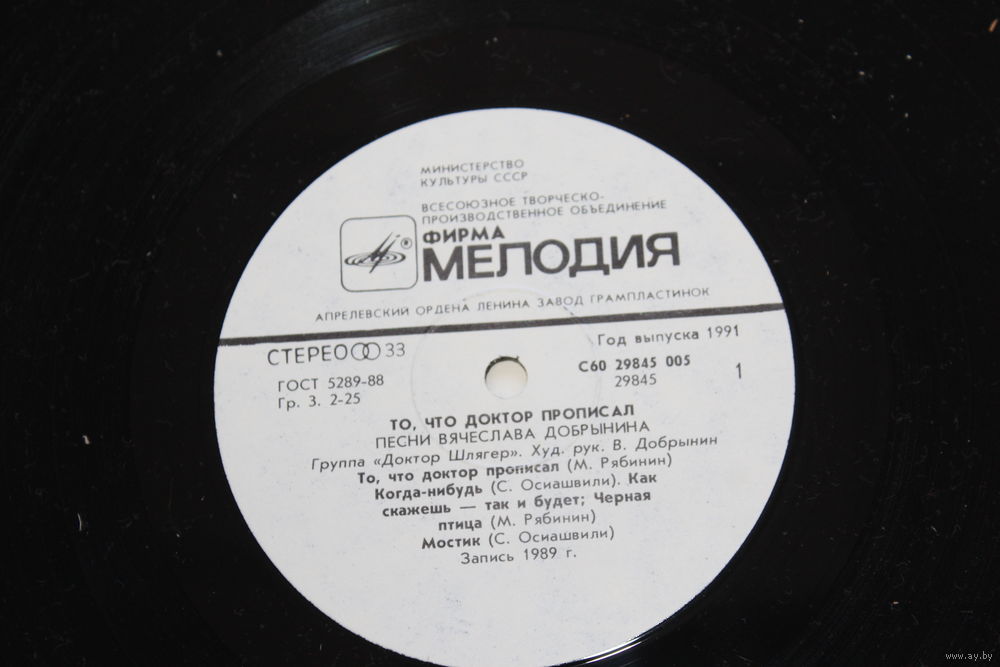 МИНИСТЕРСТВО
КУЛЬТУРЫ СССР
ВСЕСОЮЗНОЕ ТВОРЧЕСКО-
ПРОИЗВОДСТВЕННОЕ ОБЪЕДИНЕНИЕ
ФИРМА
МЕЛОДИЯ
®
АПРЕЛЕВСКИЙ ОРДЕНА ЛЕНИНА ЗАВОД ГРАМПЛАСТИНОК
СТЕРЕО 33
Год выпуска 1991
ГОСТ 5289-88
С60 29845 005
Гр. 3. 2-25
29845
1
ТО, ЧТО ДОКТОР ПРОПИСАЛ
ПЕСНИ ВЯЧЕСЛАВА ДОБРЫНИНА
Группа «Доктор Шлягер». Худ. рук. В. Добрынин
То, что доктор прописал (М. Рябинин)
Когда-нибудь (С. Осиашвили). Как
скажешь — так и будет; Черная
птица (М. Рябинин)
Мостик (С. Осиашвили)
Запись 1989 г.
www.ay.by